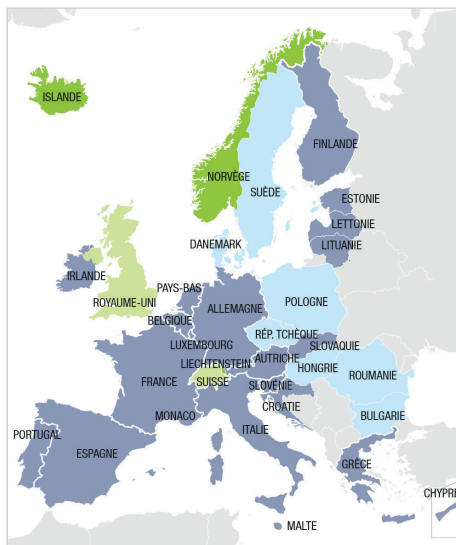 ISLANDE
FINLANDE
NORVÈGE
SUÈDE
ESTONIE
LETTONIE
DANEMARK
LITUANIE
IRLANDE
PAYS-BAS
ROYAUME-UNI
ALLEMAGNE
POLOGNE
BELGIQUE
RÉP. TCHÈQUE
LUXEMBOURG
SLOVAQUIE
LIECHTENSTEIN
AUTRICHE
HONGRIE
FRANCE
SUISSE
SLOVÉNIE
ROUMANIE
CROATIE
MONACO
BULGARIE
PORTUGAL
ITALIE
ESPAGNE
GRÈCE
CHYPRE
MALTE